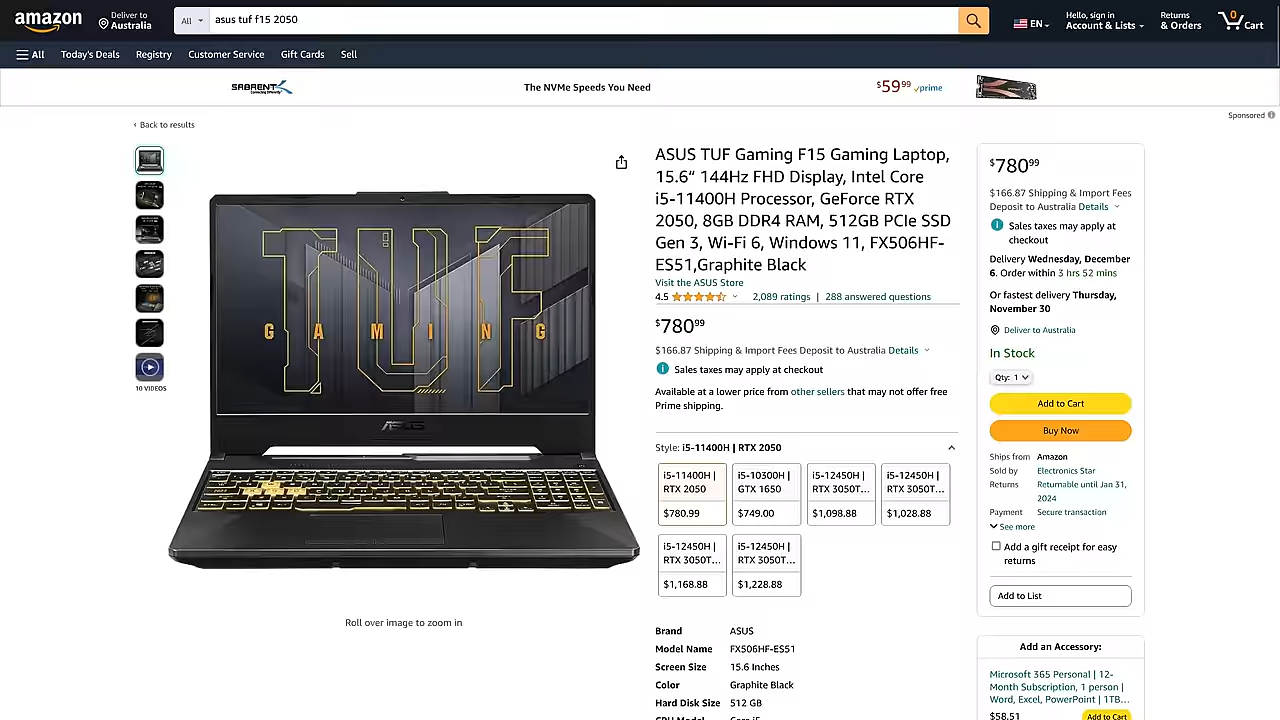 amazon
Deliver to
Australia
All
asus tuf f15 2050
EN
Hello, sign in
Account & Lists
Returns
& Orders
0
Cart
All
Today's Deals
Registry
Customer Service
Gift Cards
Sell
SABRENT
The NVMe Speeds You Need
$59⁹⁹ prime
Sponsored
‹ Back to results
10 VIDEOS
TUF
GAMING
ASUS
Roll over image to zoom in
ASUS TUF Gaming F15 Gaming Laptop,
15.6“ 144Hz FHD Display, Intel Core
i5-11400H Processor, GeForce RTX
2050, 8GB DDR4 RAM, 512GB PCIe SSD
Gen 3, Wi-Fi 6, Windows 11, FX506HF-
ES51,Graphite Black
Visit the ASUS Store
4.5
2,089 ratings | 288 answered questions
$780⁹⁹
$166.87 Shipping & Import Fees Deposit to Australia Details
Sales taxes may apply at checkout
Available at a lower price from other sellers that may not offer free
Prime shipping.
Style: i5-11400H | RTX 2050
i5-11400H |
RTX 2050
$780.99
i5-10300H |
GTX 1650
$749.00
i5-12450H |
RTX 3050T...
$1,098.88
i5-12450H |
RTX 3050T...
$1,028.88
i5-12450H |
RTX 3050T...
$1,168.88
i5-12450H |
RTX 3050T...
$1,228.88
Brand ASUS
Model Name FX506HF-ES51
Screen Size 15.6 Inches
Color Graphite Black
Hard Disk Size 512 GB
CPU Model Core i5
$780⁹⁹
$166.87 Shipping & Import Fees
Deposit to Australia Details
Sales taxes may apply at
checkout
Delivery Wednesday, December
6. Order within 3 hrs 52 mins
Or fastest delivery Thursday,
November 30
Deliver to Australia
In Stock
Qty: 1
Add to Cart
Buy Now
Ships from Amazon
Sold by Electronics Star
Returns Returnable until Jan 31,
2024
Payment Secure transaction
See more
Add a gift receipt for easy
returns
Add to List
Add an Accessory:
Microsoft 365 Personal | 12-
Month Subscription, 1 person |
Word, Excel, PowerPoint | 1TB...
$58.51
Add to Cart